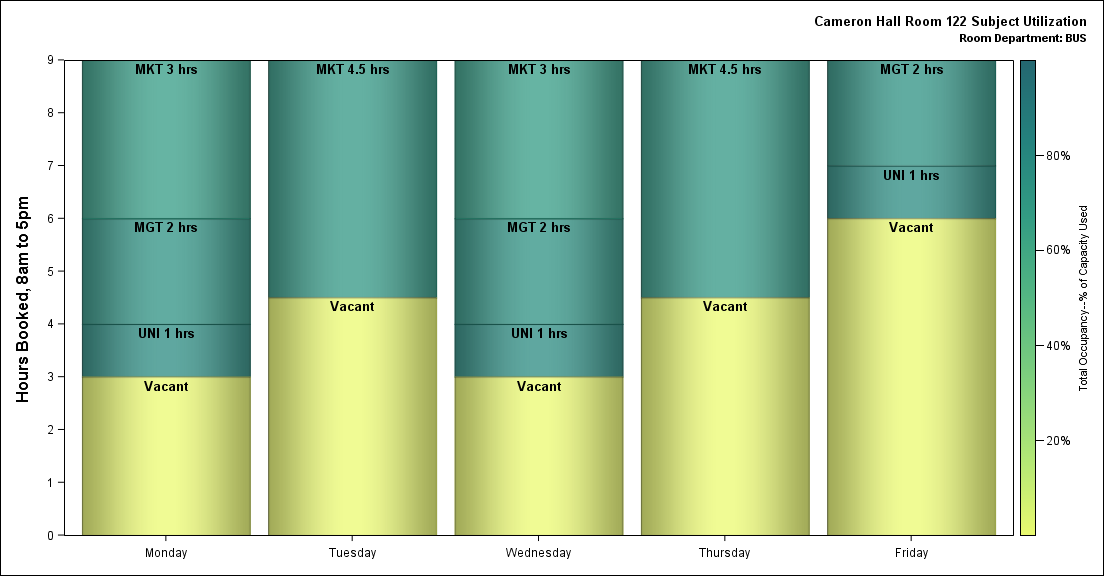 Cameron Hall Room 122 Subject Utilization
Room Department: BUS
Hours Booked, 8am to 5pm
9
8
7
6
5
4
3
2
1
0
MKT 3 hrs
MGT 2 hrs
UNI 1 hrs
Vacant
MKT 4.5 hrs
Vacant
MKT 3 hrs
MGT 2 hrs
UNI 1 hrs
Vacant
MKT 4.5 hrs
Vacant
MGT 2 hrs
UNI 1 hrs
Vacant
Monday
Tuesday
Wednesday
Thursday
Friday
80%
60%
40%
20%
Total Occupancy--% of Capacity Used